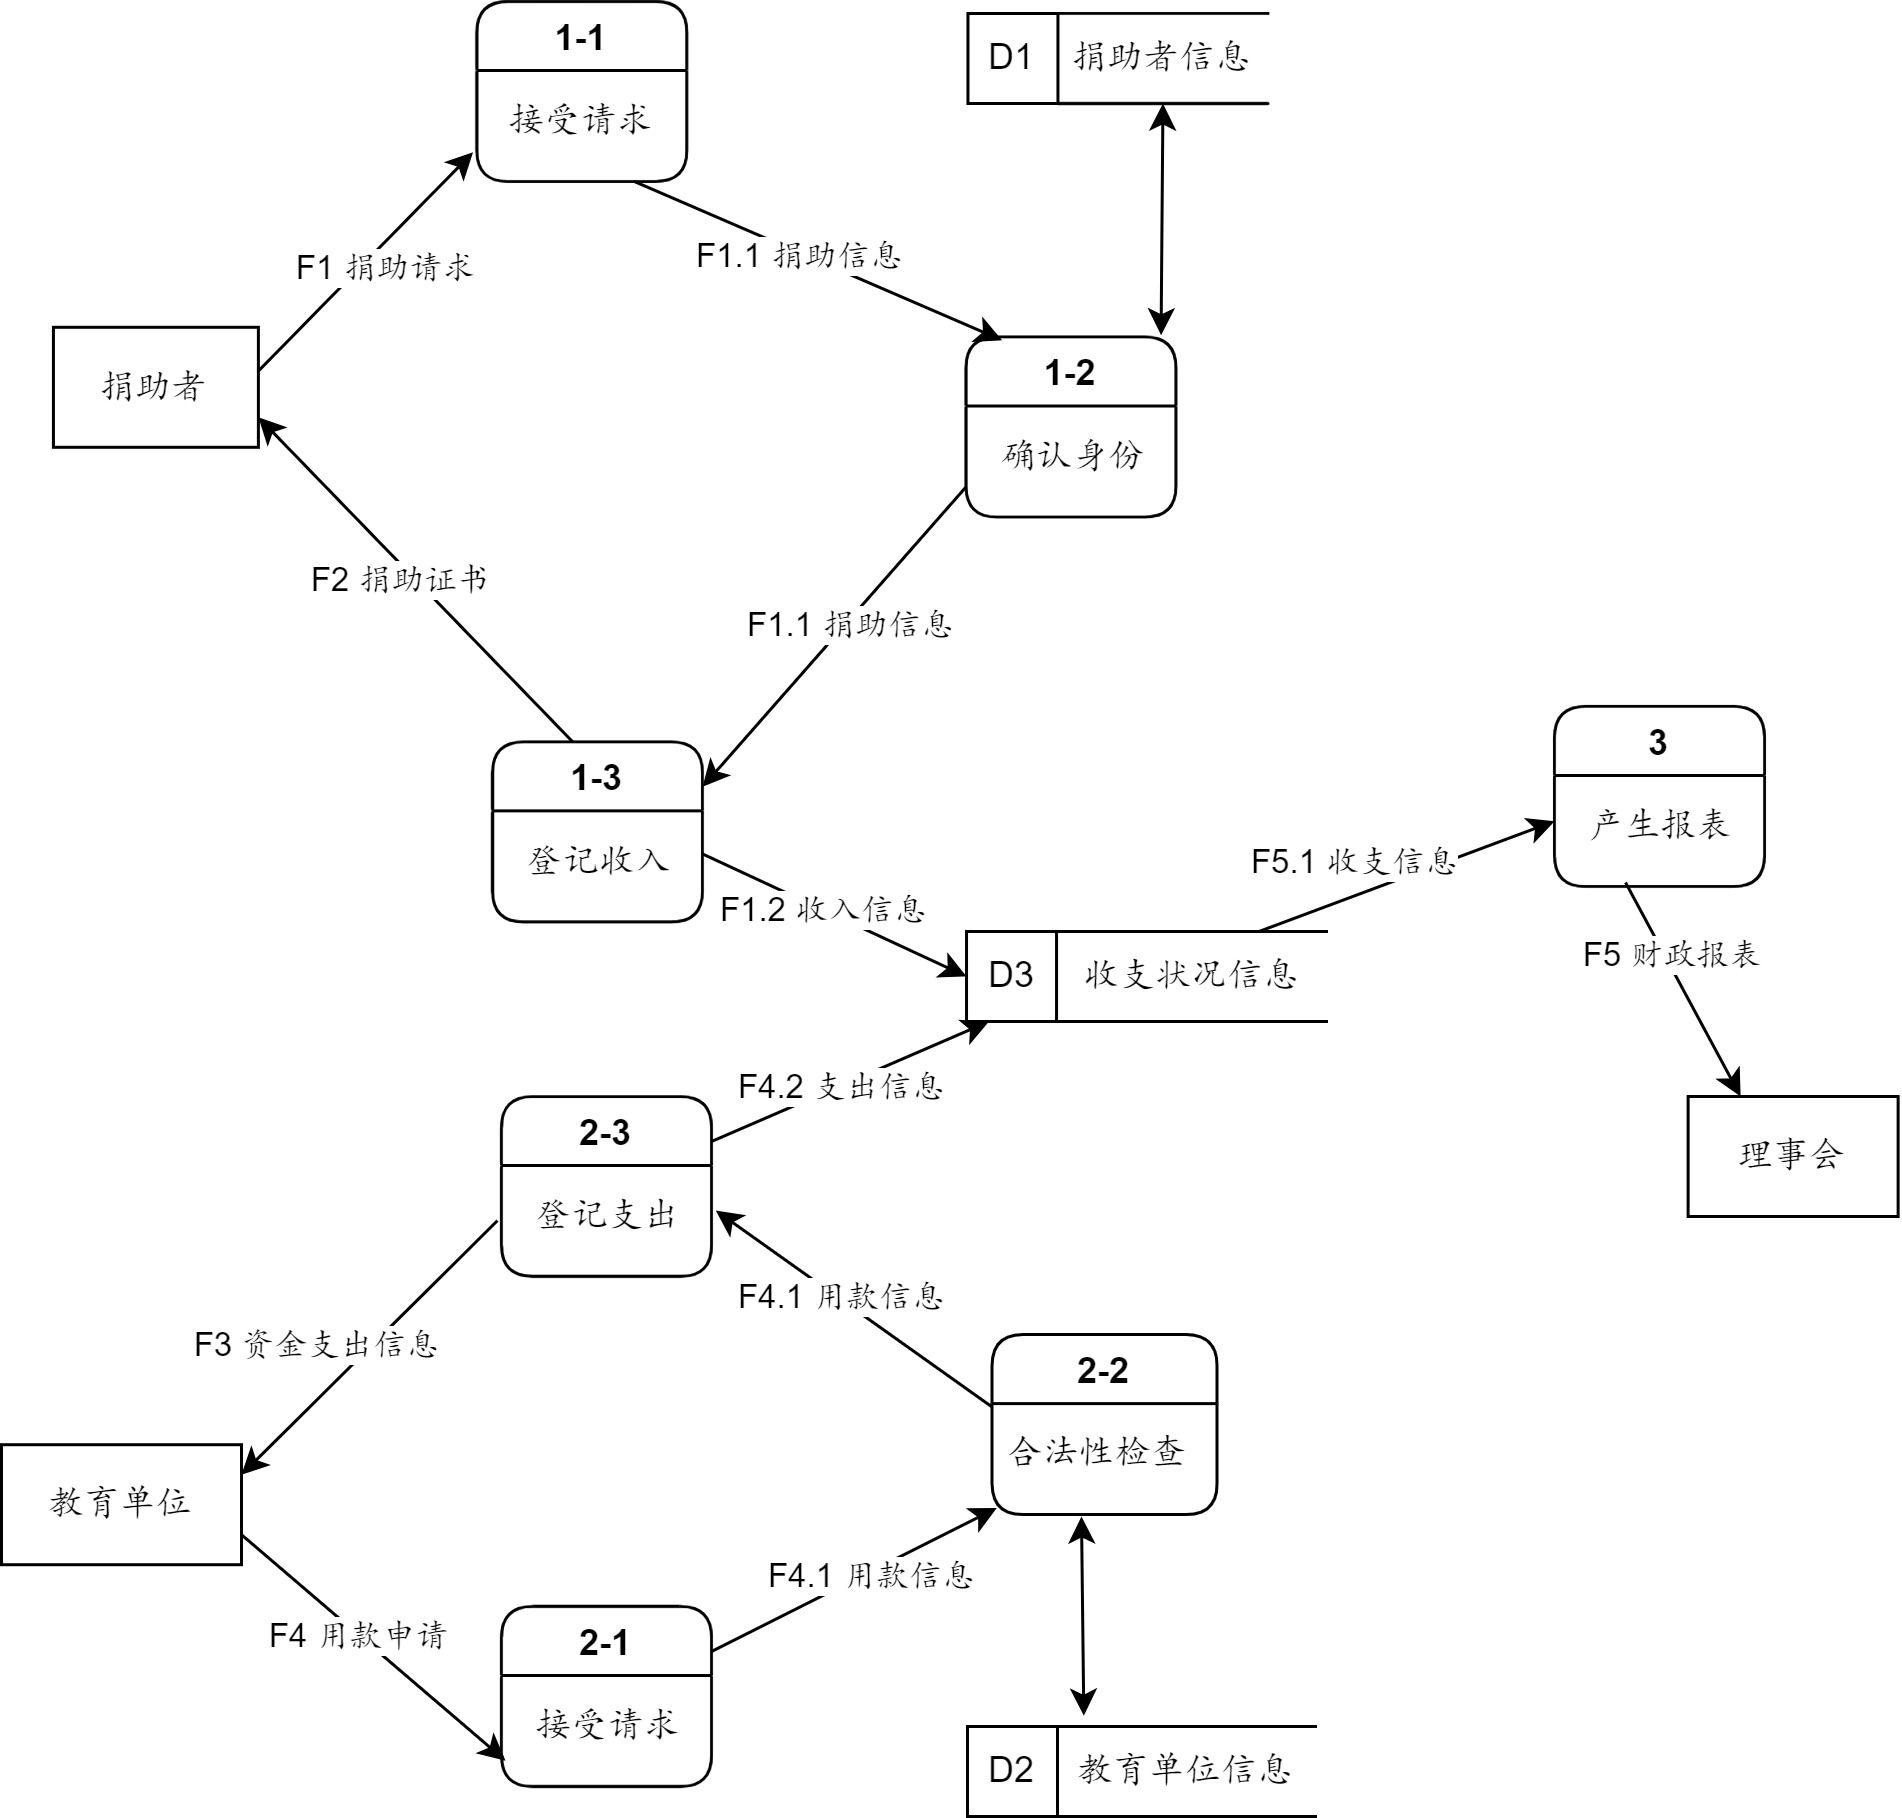 1-1
接受请求
D1 捐助者信息
F1 捐助请求
F1.1 捐助信息
捐助者
1-2
确认身份
F2 捐助证书
F1.1 捐助信息
1-3
登记收入
3
产生报表
F1.2 收入信息
F5.1 收支信息
D3 收支状况信息
F5 财政报表
F4.2 支出信息
2-3
登记支出
理事会
F4.1 用款信息
F3 资金支出信息
2-2
合法性检查
教育单位
F4.1 用款信息
F4 用款申请
2-1
接受请求
D2 教育单位信息